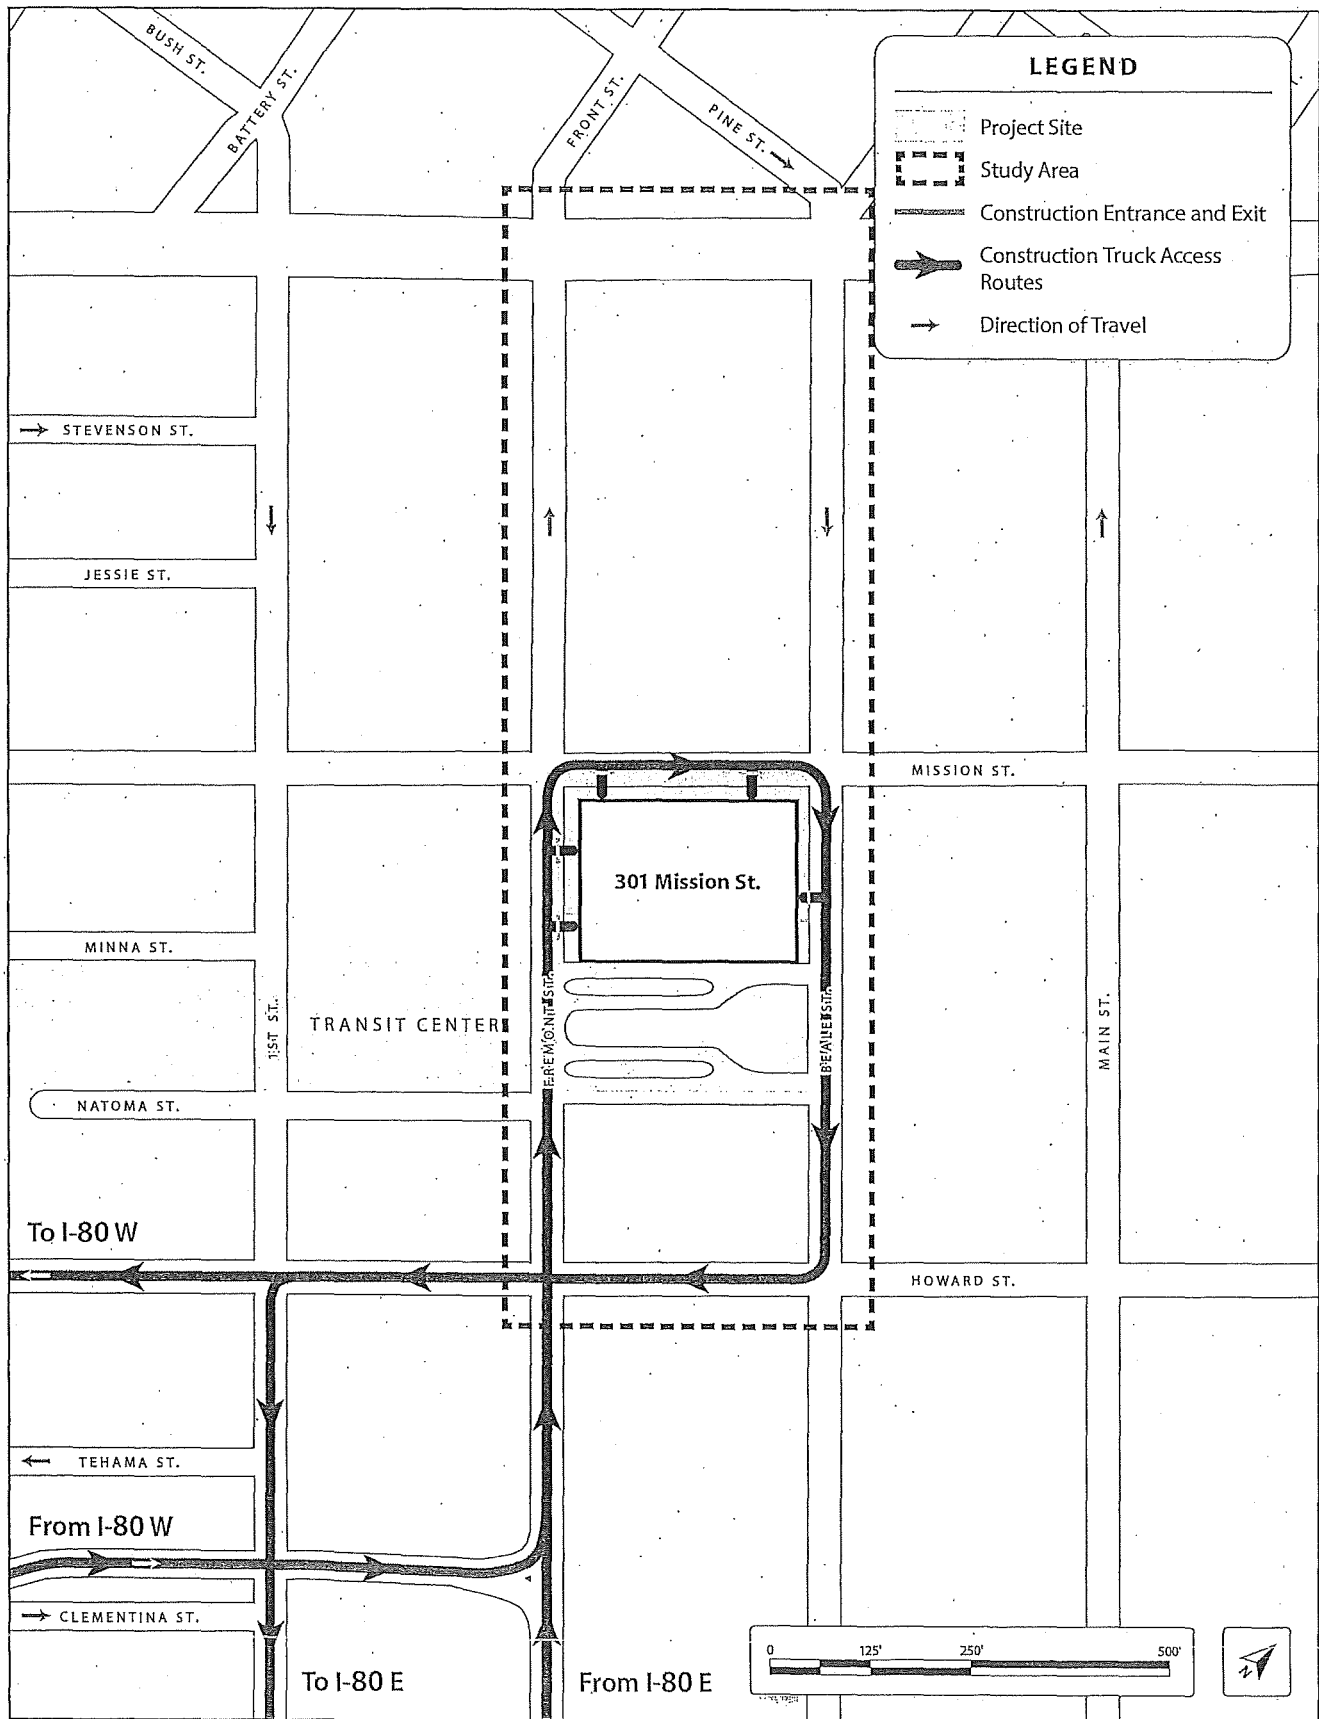 BUSH ST.
BATTERY ST.
FRONT ST.
PINE ST.
LEGEND
Project Site
Study Area
Construction Entrance and Exit
Construction Truck Access
Routes
Direction of Travel
STEVENSON ST.
JESSIE ST.
MISSION ST.
301 Mission St.
MINNA ST.
1ST ST.
TRANSIT CENTER
FREMONT ST.
BEALE ST.
MAIN ST.
NATOMA ST.
To I-80 W
HOWARD ST.
TEHAMA ST.
From I-80 W
CLEMENTINA ST.
To I-80 E
From I-80 E
0 125' 250' 500'
N